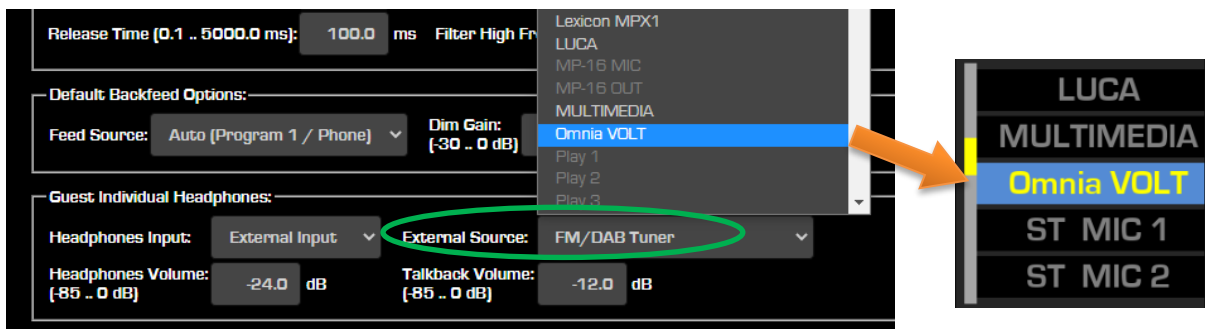 Release Time (0.1 .. 5000.0 ms): 100.0 ms Filter High Fr
Lexicon MPX1
LUCA
MP-16 MIC
MP-16 OUT
MULTIMEDIA
Omnia VOLT
Play 1
Play 2
Play 3
Default Backfeed Options:
Feed Source: Auto (Program 1 / Phone) Dim Gain:
(-30 .. 0 dB)
Guest Individual Headphones:
Headphones Input: External Input External Source: FM/DAB Tuner
Headphones Volume: -24.0 dB Talkback Volume: -12.0 dB
(-85 .. 0 dB) (-85 .. 0 dB)
LUCA
MULTIMEDIA
Omnia VOLT
ST MIC 1
ST MIC 2